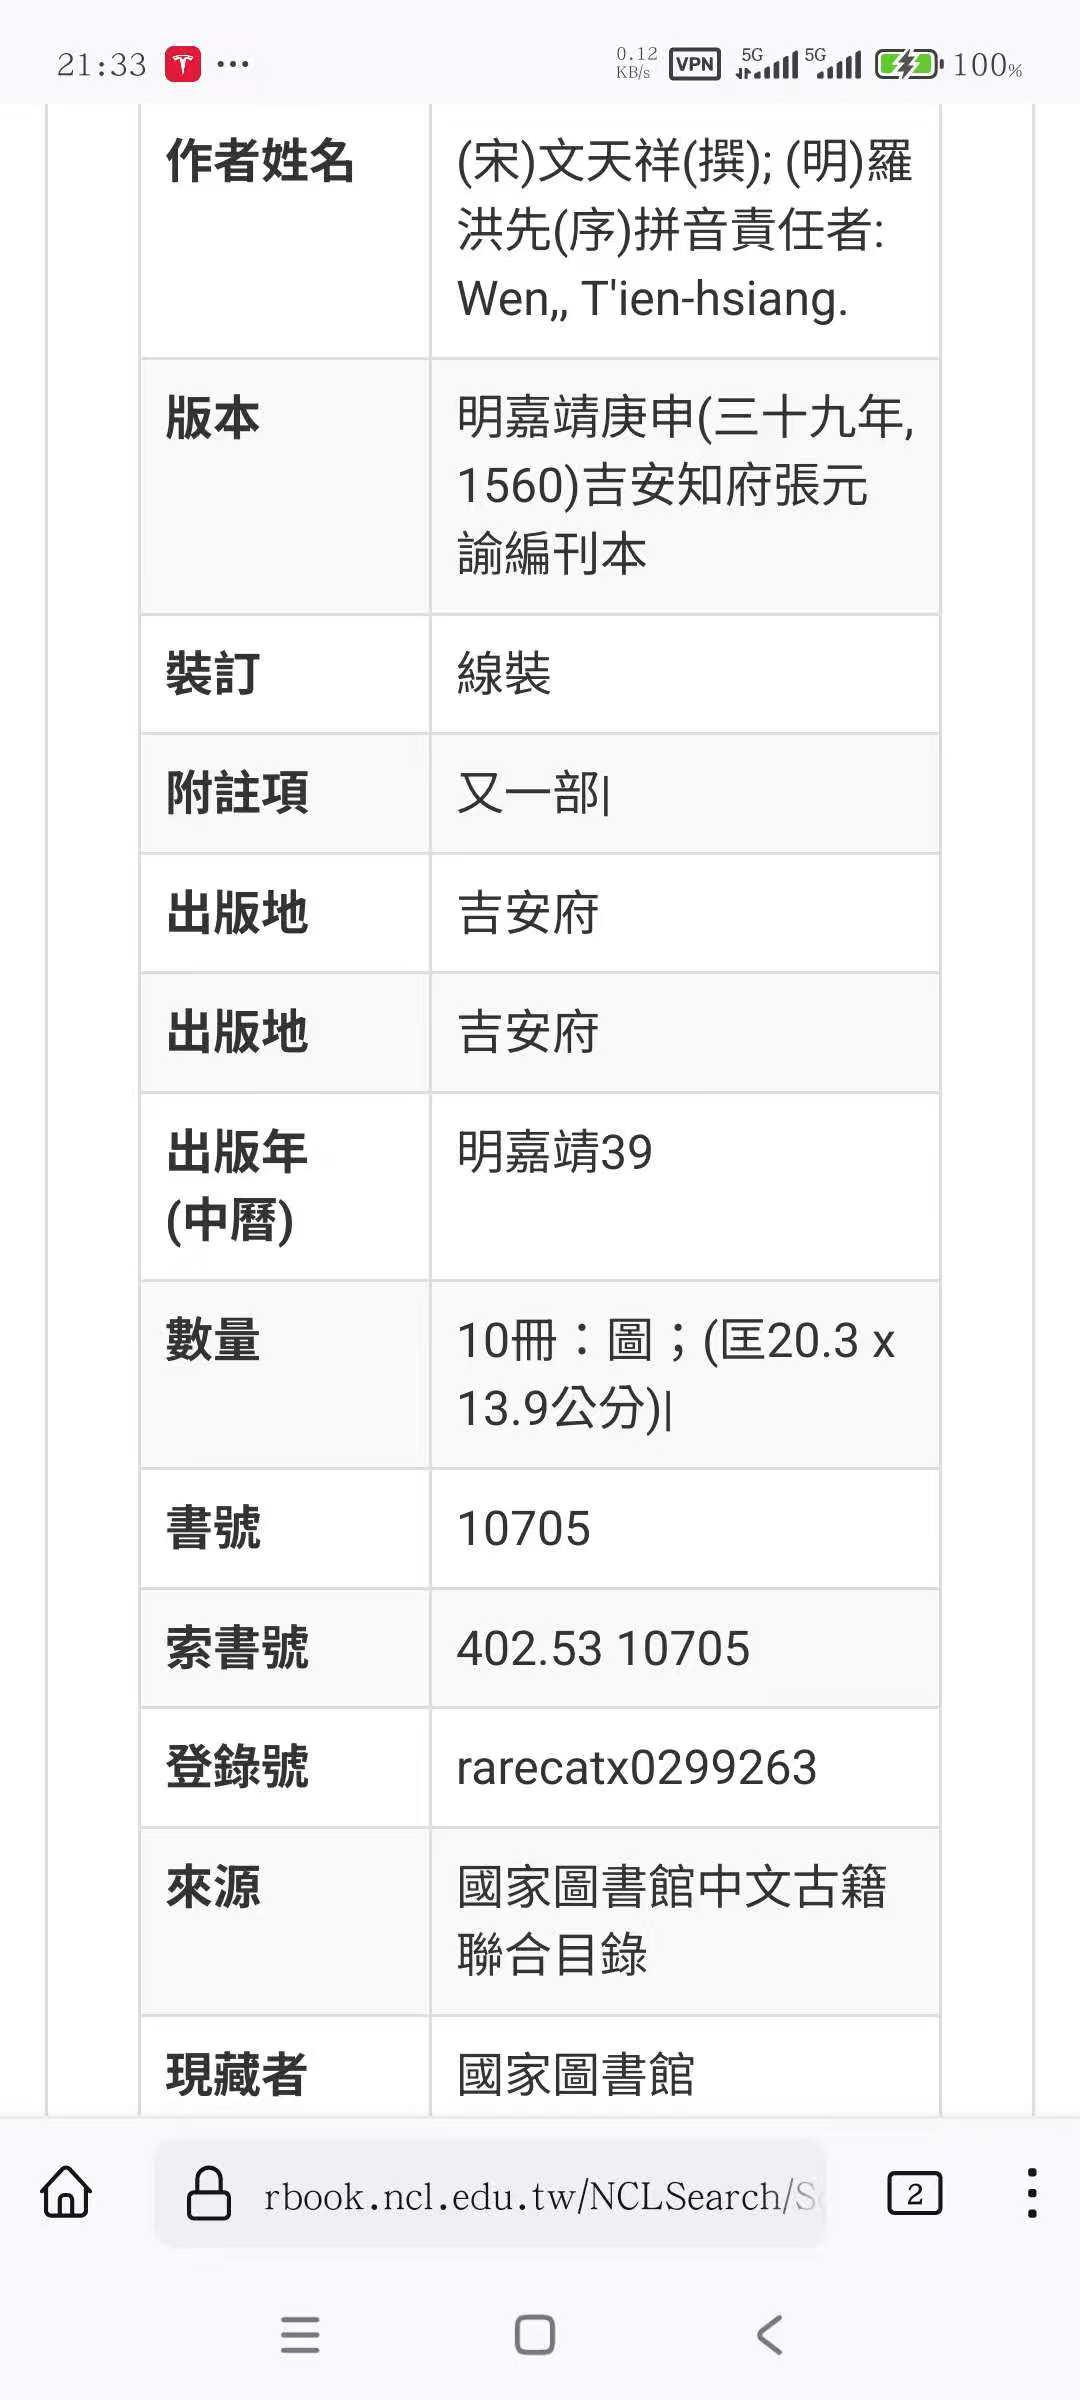 21:33
0.12
KB/s
VPN
5G
5G
100%
作者姓名
(宋)文天祥(撰); (明)羅
洪先(序)拼音責任者:
Wen,, T'ien-hsiang.
版本
明嘉靖庚申(三十九年,
1560)吉安知府張元
諭編刊本
裝訂
線裝
附註項
又一部|
出版地
吉安府
出版地
吉安府
出版年
(中曆)
明嘉靖39
數量
10冊：圖；(匡20.3 x
13.9公分)|
書號
10705
索書號
402.53 10705
登錄號
rarecatx0299263
來源
國家圖書館中文古籍
聯合目錄
現藏者
國家圖書館
rbook.ncl.edu.tw/NCLSearch/S
2